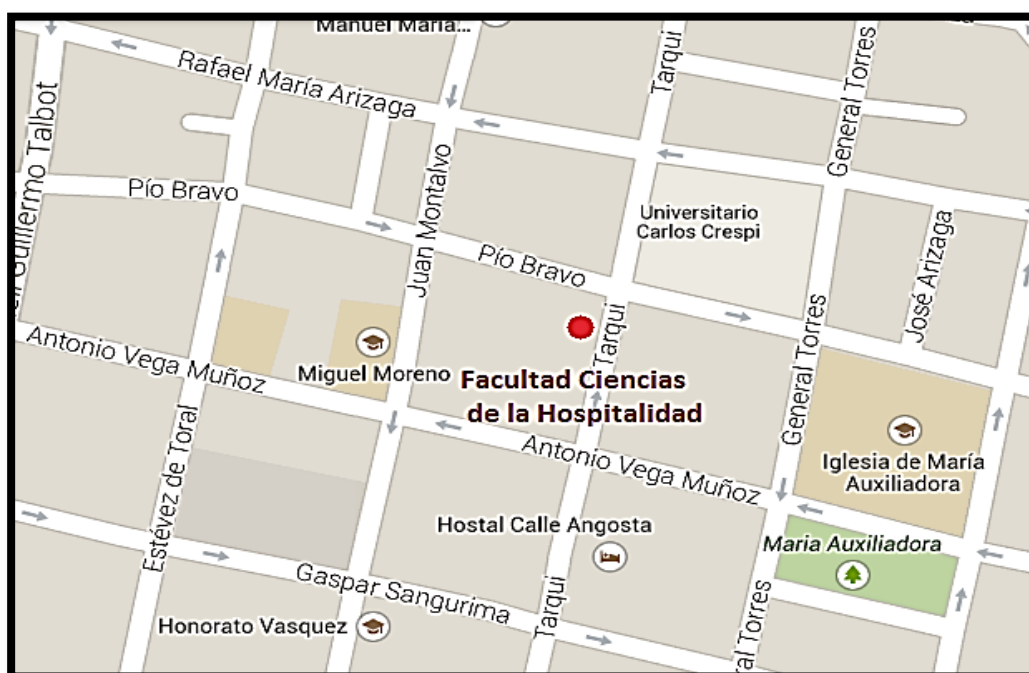 Manuel María...
Rafael María Arizaga
Tarqui
General Torres
Guillermo Talbot
Pío Bravo
Juan Montalvo
Universitario
Carlos Crespi
Pío Bravo
José Arizaga
Tarqui
General Torres
Antonio Vega Muñoz
Miguel Moreno
Facultad Ciencias
de la Hospitalidad
Estévez de Toral
Antonio Vega Muñoz
Iglesia de María
Auxiliadora
Hostal Calle Angosta
Maria Auxiliadora
Gaspar Sangurima
Tarqui
Torres
Honorato Vasquez